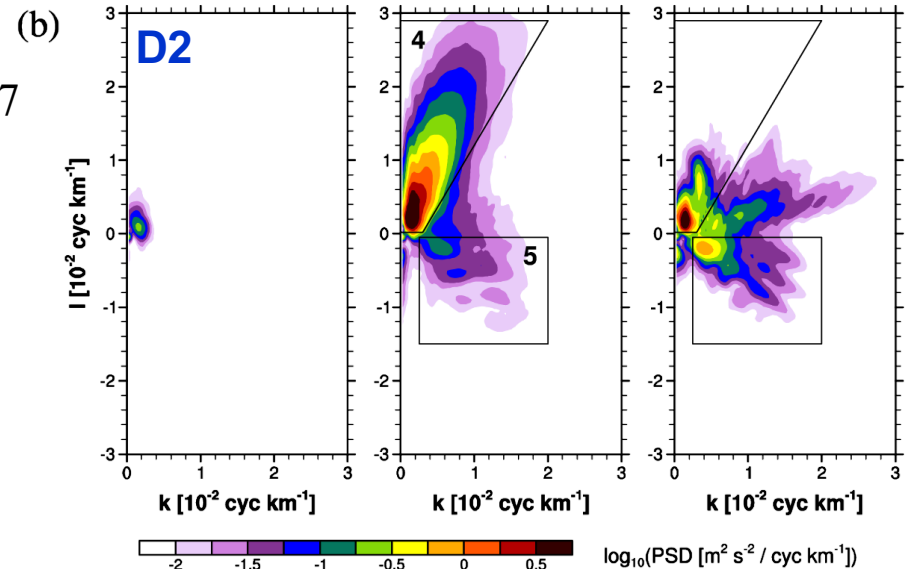 (b)
7
D2
4
5
3
2
1
0
-1
-2
-3
3
2
1
0
-1
-2
-3
3
2
1
0
-1
-2
-3
l [10⁻² cyc km⁻¹]
0 1 2 3
0 1 2 3
0 1 2 3
k [10⁻² cyc km⁻¹]
k [10⁻² cyc km⁻¹]
k [10⁻² cyc km⁻¹]
-2 -1.5 -1 -0.5 0 0.5
log₁₀(PSD [m² s⁻² / cyc km⁻¹])